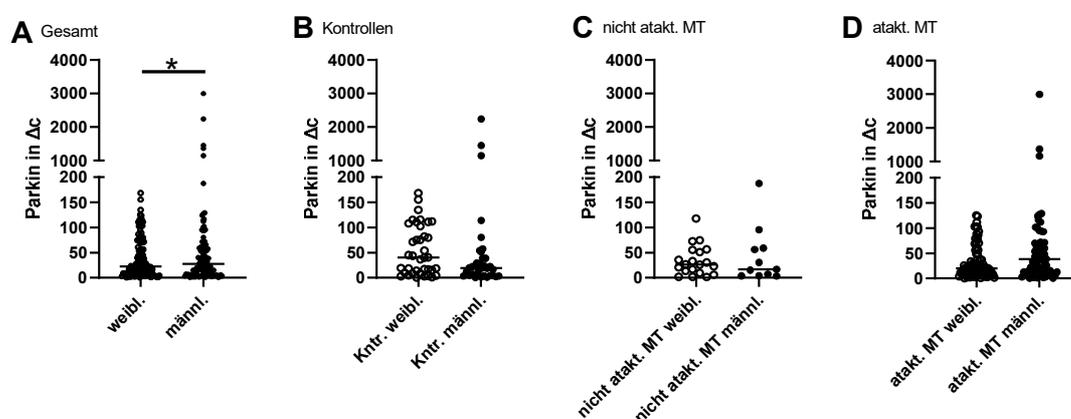 A Gesamt
Parkin in Δc
4000
3000
2000
1000
200
150
100
50
0
*
weibl.
männl.
B Kontrollen
Parkin in Δc
4000
3000
2000
1000
200
150
100
50
0
Kntr. weibl.
Kntr. männl.
C nicht atakt. MT
Parkin in Δc
4000
3000
2000
1000
200
150
100
50
0
nicht atakt. MT weibl.
nicht atakt. MT männl.
D atakt. MT
Parkin in Δc
4000
3000
2000
1000
200
150
100
50
0
atakt. MT weibl.
atakt. MT männl.